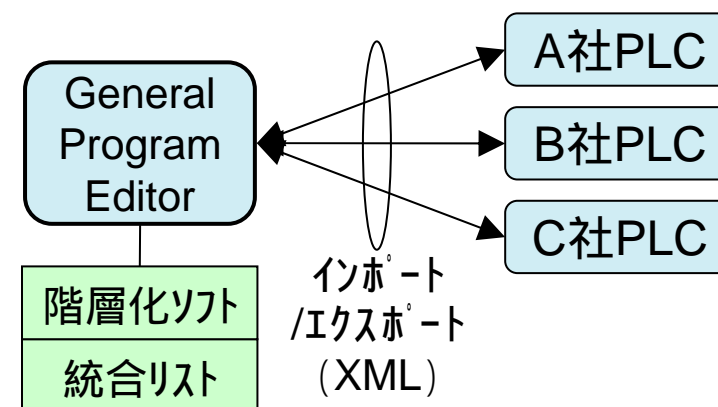 General
Program
Editor
階層化ソフト
統合リスト
インポート
/エクスポート
(XML)
A社PLC
B社PLC
C社PLC